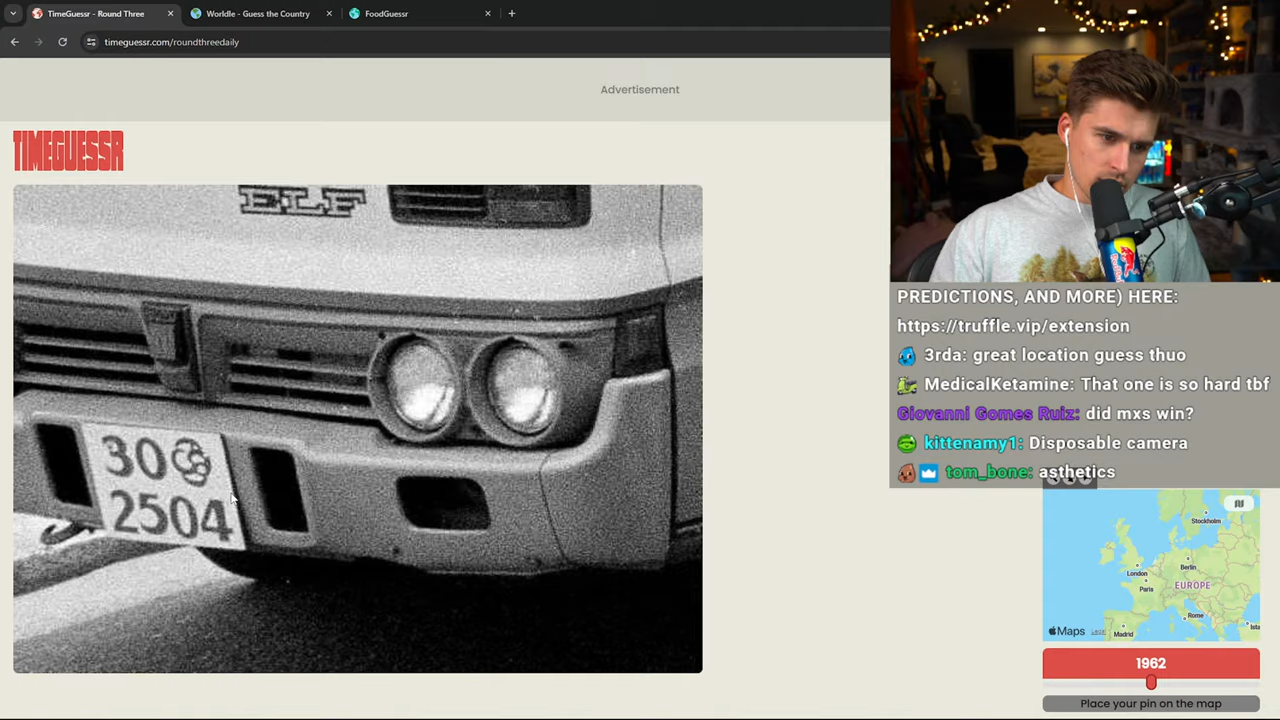 TimeGuessr - Round Three
Worldle - Guess the Country
FoodGuessr
timeguessr.com/roundthreedaily
Advertisement
TIMEGUESSR
ELF
30 ශ්‍රී
2504
PREDICTIONS, AND MORE) HERE:
https://truffle.vip/extension
3rda: great location guess thuo
MedicalKetamine: That one is so hard tbf
Giovanni Gomes Ruiz: did mxs win?
kittenamy1: Disposable camera
tom_bone: asthetics
Stockholm
London
Berlin
Paris
EUROPE
Rome
Madrid
Maps
1962
Place your pin on the map